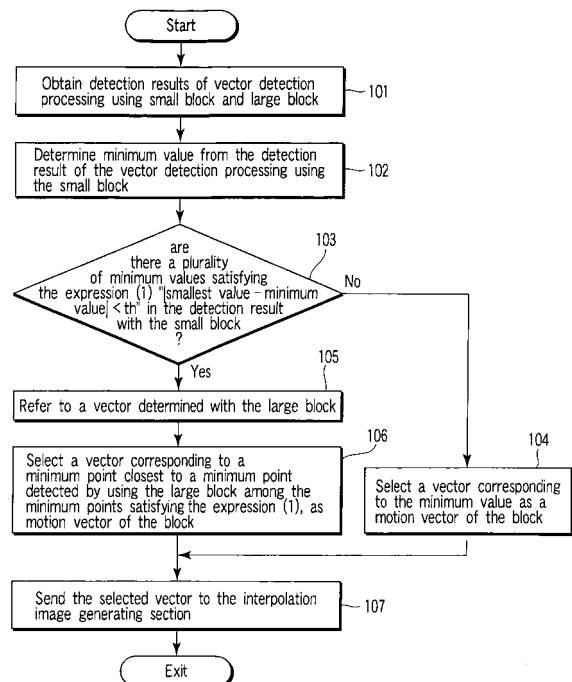 Start
Obtain detection results of vector detection
processing using small block and large block
101
Determine minimum value from the detection
result of the vector detection processing using
the small block
102
103
are
there a plurality
of minimum values satisfying
the expression (1) "|smallest value – minimum
value| < th" in the detection result
with the small block
?
No
Yes
105
Refer to a vector determined with the large block
106
Select a vector corresponding to a
minimum point closest to a minimum point
detected by using the large block among the
minimum points satisfying the expression (1), as
motion vector of the block
104
Select a vector corresponding
to the minimum value as a
motion vector of the block
Send the selected vector to the interpolation
image generating section
107
Exit